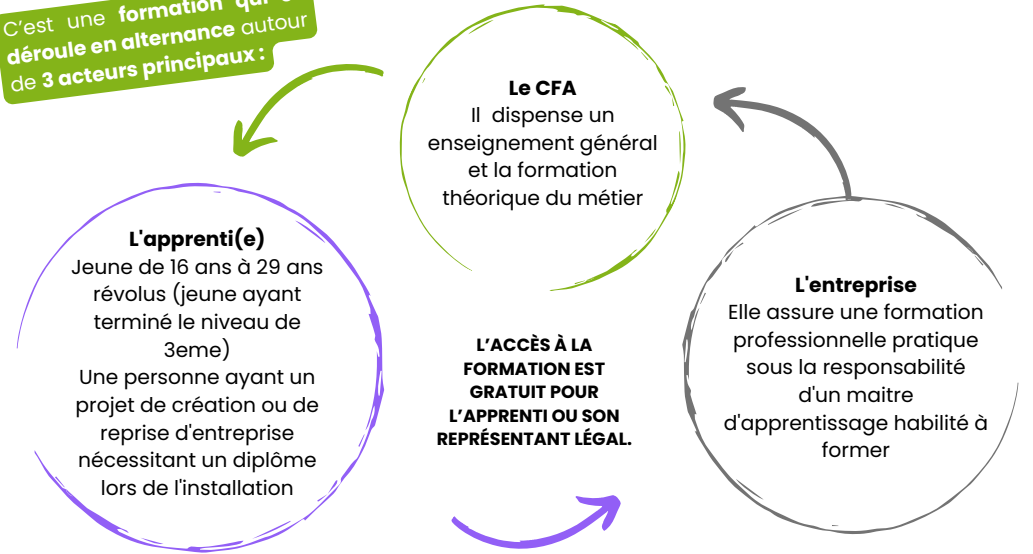 C’est une formation qui
déroule en alternance autour
de 3 acteurs principaux :
Le CFA
Il dispense un
enseignement général
et la formation
théorique du métier
L'apprenti(e)
Jeune de 16 ans à 29 ans
révolus (jeune ayant
terminé le niveau de
3eme)
Une personne ayant un
projet de création ou de
reprise d'entreprise
nécessitant un diplôme
lors de l'installation
L’ACCÈS À LA
FORMATION EST
GRATUIT POUR
L’APPRENTI OU SON
REPRÉSENTANT LÉGAL.
L'entreprise
Elle assure une formation
professionnelle pratique
sous la responsabilité
d'un maitre
d'apprentissage habilité à
former